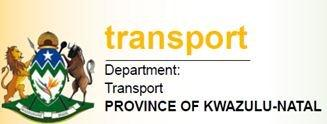 transport
Department:
Transport
PROVINCE OF KWAZULU-NATAL